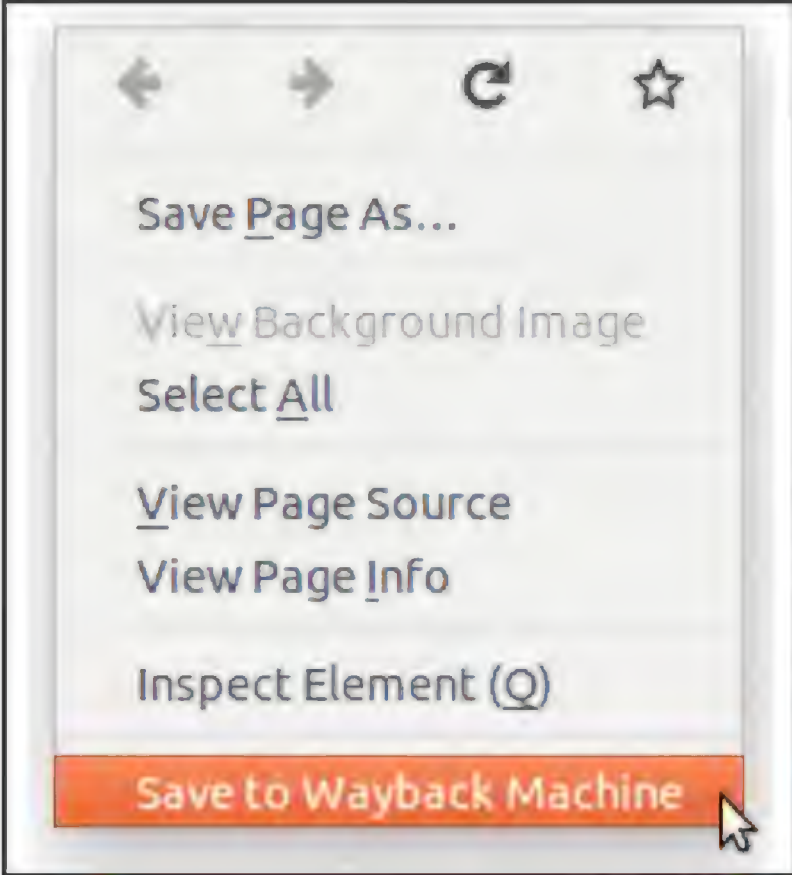 Save Page As...
View Background Image
Select All
View Page Source
View Page Info
Inspect Element (Q)
Save to Wayback Machine